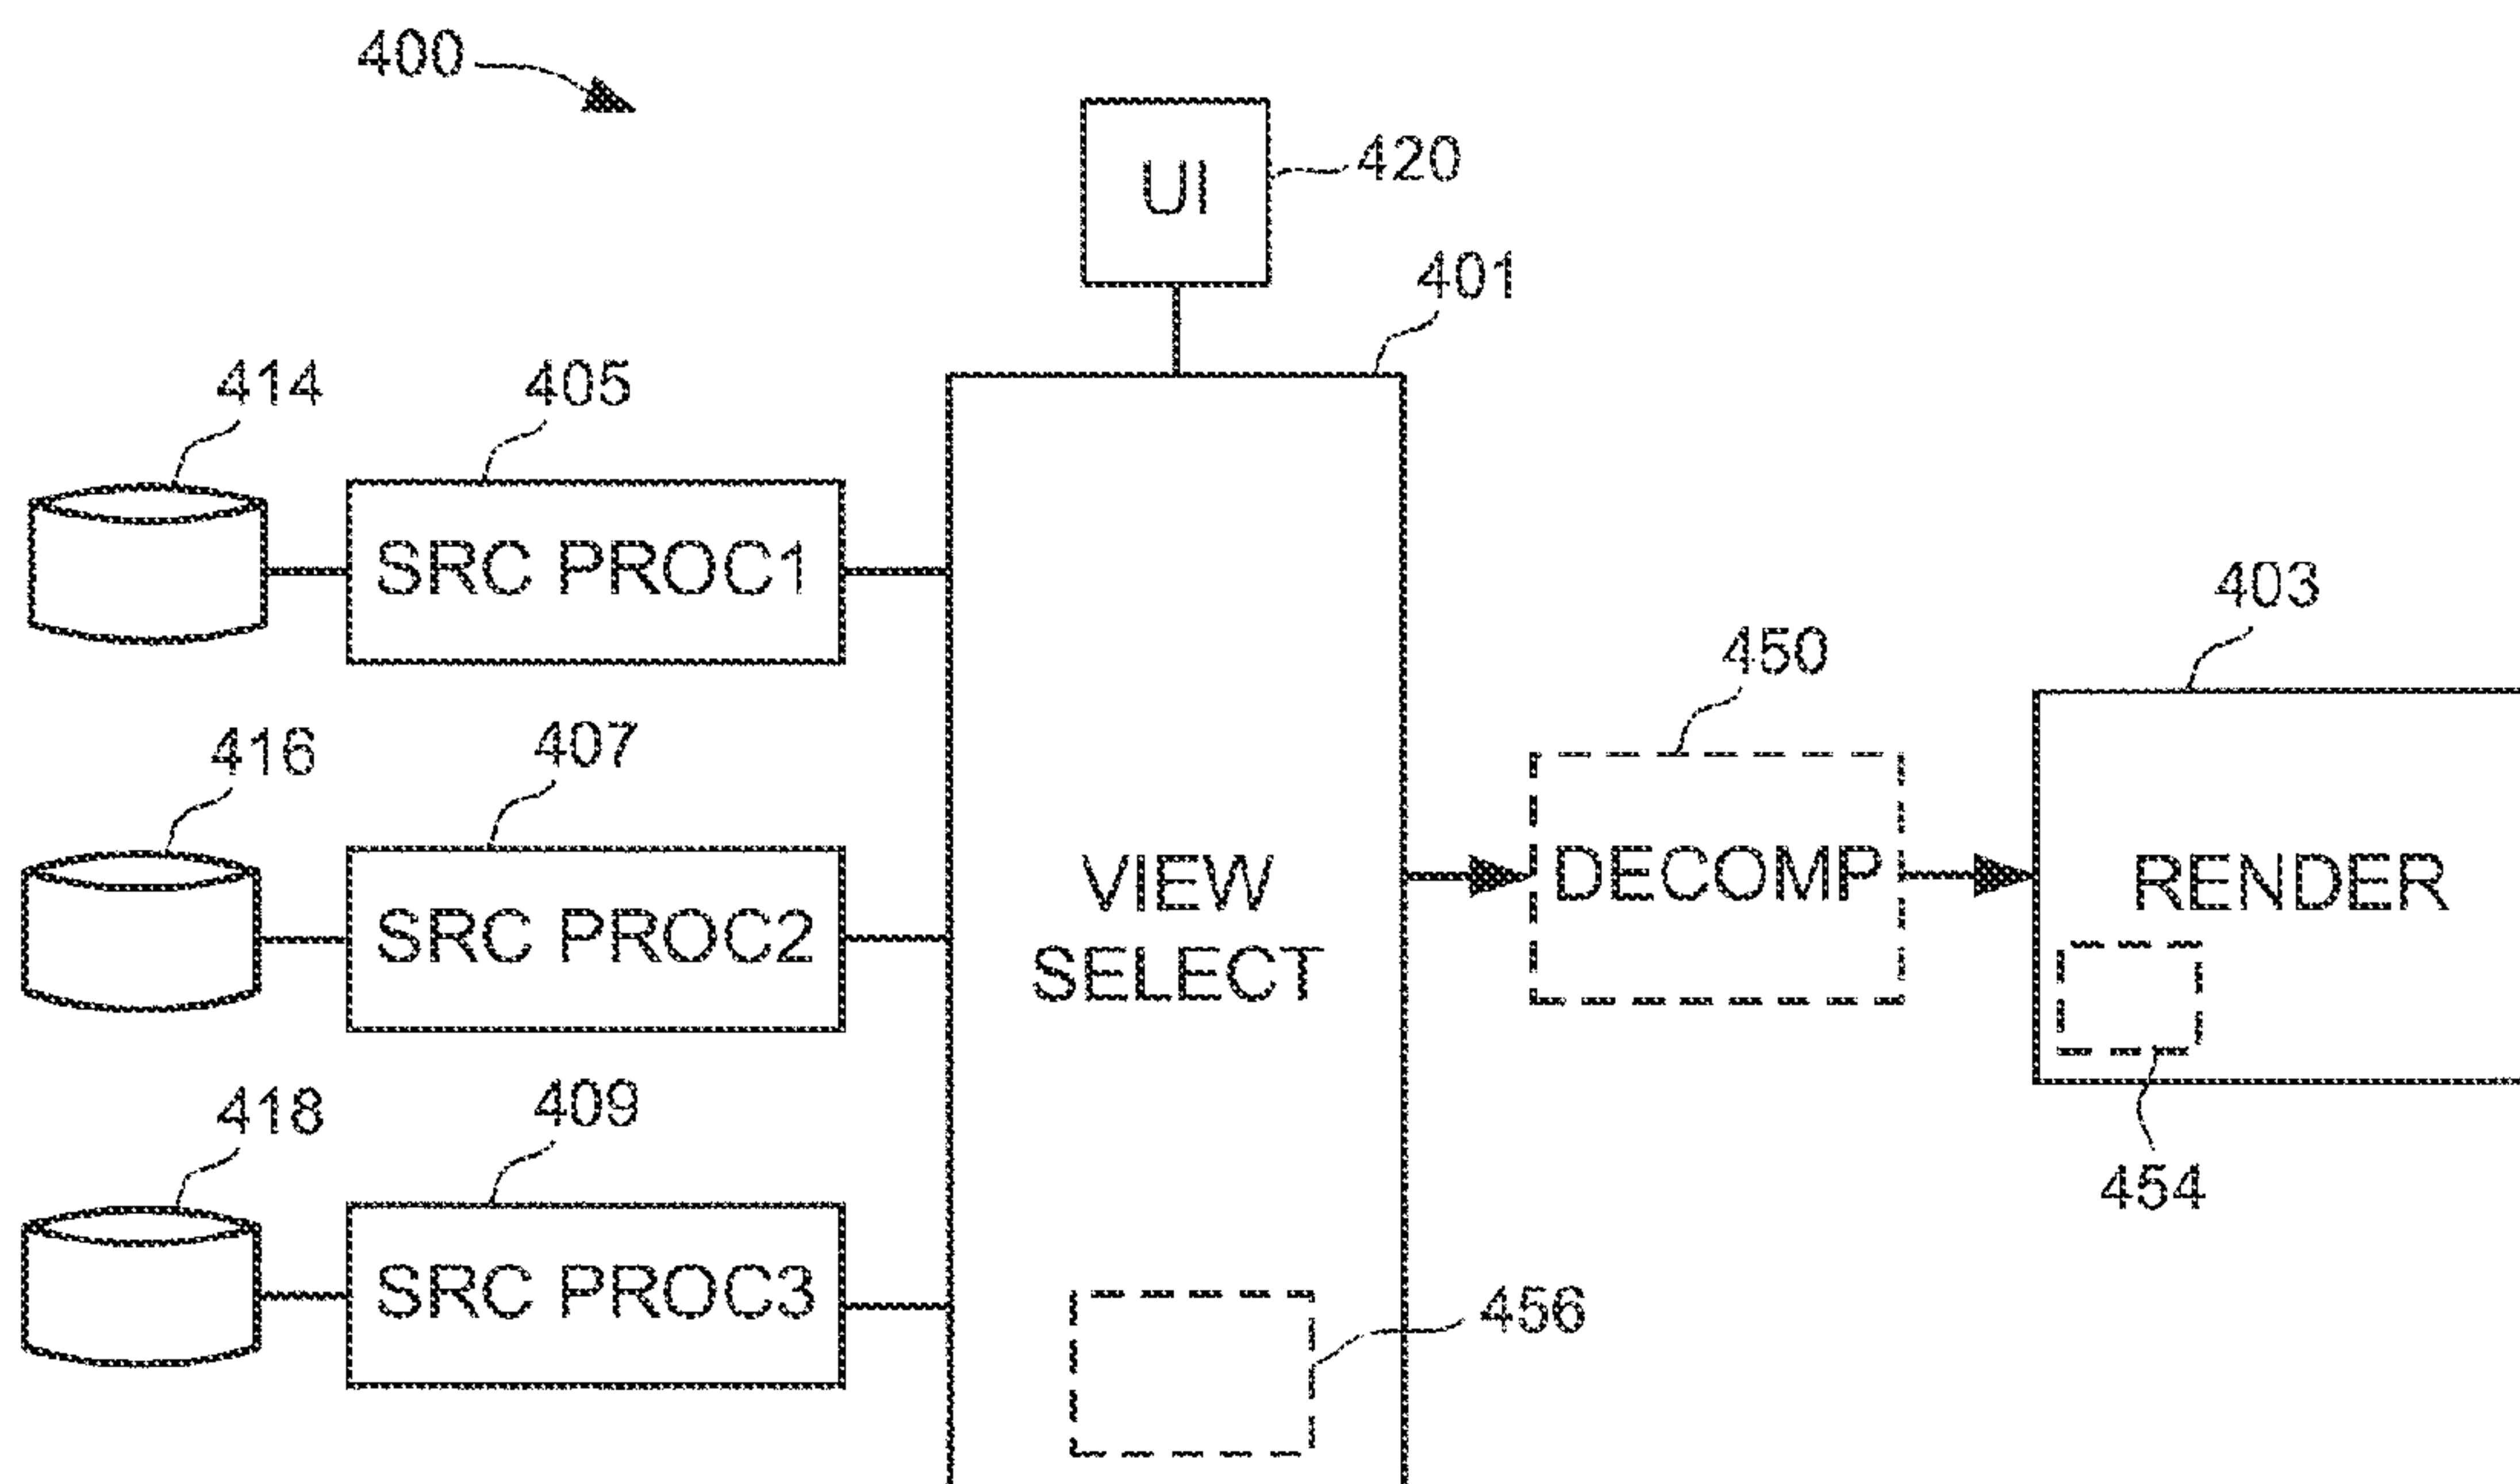 400
UI
420
401
414
405
SRC PROC1
403
450
416
407
VIEW
SELECT
DECOMP
RENDER
SRC PROC2
418
409
454
SRC PROC3
456